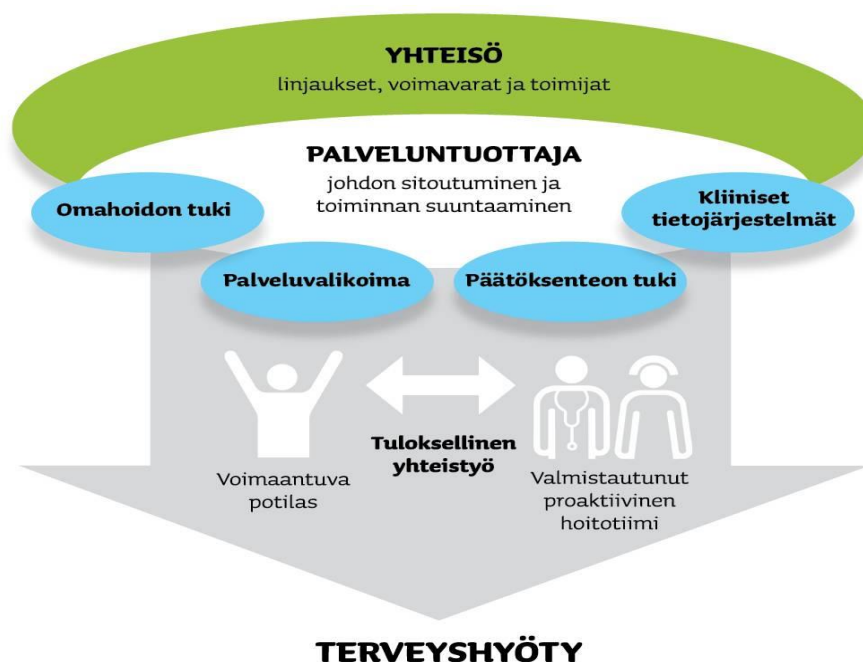 YHTEISÖ
linjaukset, voimavarat ja toimijat
PALVELUNTUOTTAJA
johdon sitoutuminen ja
toiminnan suuntaaminen
Omahoidon tuki
Kliiniset
tietojärjestelmät
Palveluvalikoima
Päätöksenteon tuki
Tuloksellinen
yhteistyö
Voimaantuva
potilas
Valmistautunut
proaktiivinen
hoitotiimi
TERVEYSHYÖTY